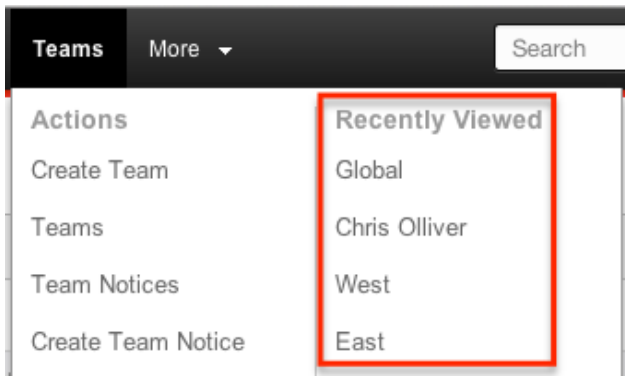 Teams More Search
Actions Recently Viewed
Create Team Global
Teams Chris Olliver
Team Notices West
Create Team Notice East